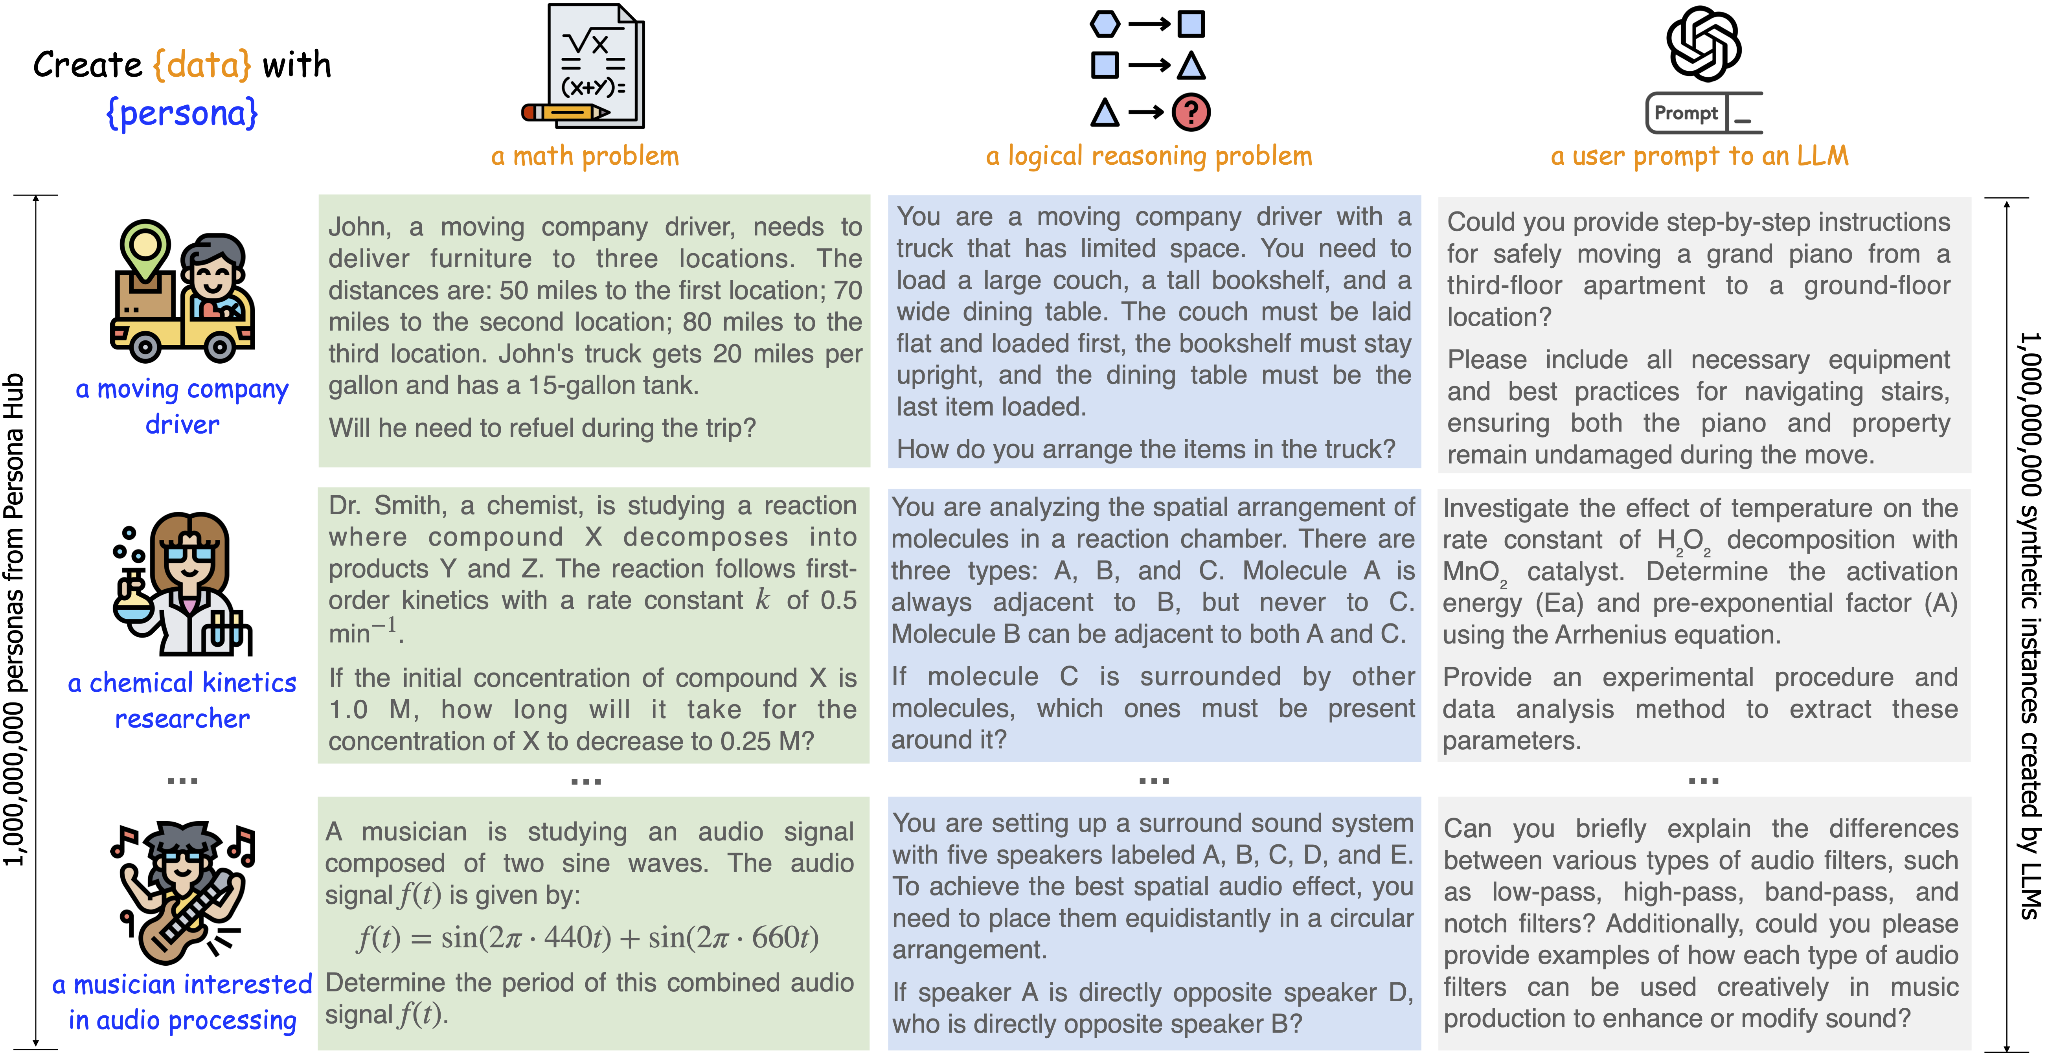 Create {data} with
{persona}
√x
= =
(x+y)=
a math problem
?
a logical reasoning problem
Prompt _
a user prompt to an LLM
1,000,000,000 personas from Persona Hub
a moving company
driver
John, a moving company driver, needs to
deliver furniture to three locations. The
distances are: 50 miles to the first location; 70
miles to the second location; 80 miles to the
third location. John's truck gets 20 miles per
gallon and has a 15-gallon tank.
Will he need to refuel during the trip?
You are a moving company driver with a
truck that has limited space. You need to
load a large couch, a tall bookshelf, and a
wide dining table. The couch must be laid
flat and loaded first, the bookshelf must stay
upright, and the dining table must be the
last item loaded.
How do you arrange the items in the truck?
Could you provide step-by-step instructions
for safely moving a grand piano from a
third-floor apartment to a ground-floor
location?
Please include all necessary equipment
and best practices for navigating stairs,
ensuring both the piano and property
remain undamaged during the move.
a chemical kinetics
researcher
Dr. Smith, a chemist, is studying a reaction
where compound X decomposes into
products Y and Z. The reaction follows first-
order kinetics with a rate constant k of 0.5
min⁻¹.
If the initial concentration of compound X is
1.0 M, how long will it take for the
concentration of X to decrease to 0.25 M?
You are analyzing the spatial arrangement of
molecules in a reaction chamber. There are
three types: A, B, and C. Molecule A is
always adjacent to B, but never to C.
Molecule B can be adjacent to both A and C.
If molecule C is surrounded by other
molecules, which ones must be present
around it?
Investigate the effect of temperature on the
rate constant of H₂O₂ decomposition with
MnO₂ catalyst. Determine the activation
energy (Ea) and pre-exponential factor (A)
using the Arrhenius equation.
Provide an experimental procedure and
data analysis method to extract these
parameters.
...
...
...
...
a musician interested
in audio processing
A musician is studying an audio signal
composed of two sine waves. The audio
signal f(t) is given by:
f(t) = sin(2π · 440t) + sin(2π · 660t)
Determine the period of this combined audio
signal f(t).
You are setting up a surround sound system
with five speakers labeled A, B, C, D, and E.
To achieve the best spatial audio effect, you
need to place them equidistantly in a circular
arrangement.
If speaker A is directly opposite speaker D,
who is directly opposite speaker B?
Can you briefly explain the differences
between various types of audio filters, such
as low-pass, high-pass, band-pass, and
notch filters? Additionally, could you please
provide examples of how each type of audio
filters can be used creatively in music
production to enhance or modify sound?
1,000,000,000 synthetic instances created by LLMs